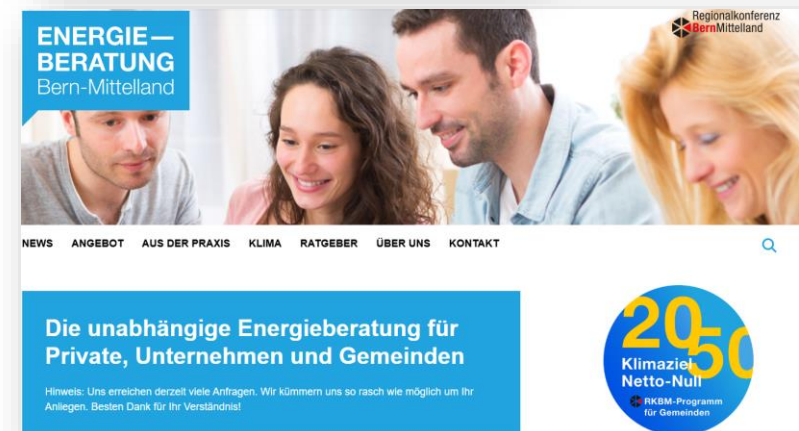 ENERGIE—
BERATUNG
Bern-Mittelland
Regionalkonferenz
BernMittelland
NEWS ANGEBOT AUS DER PRAXIS KLIMA RATGEBER ÜBER UNS KONTAKT
Die unabhängige Energieberatung für
Private, Unternehmen und Gemeinden
Hinweis: Uns erreichen derzeit viele Anfragen. Wir kümmern uns so rasch wie möglich um Ihr
Anliegen. Besten Dank für Ihr Verständnis!
2050
Klimaziel
Netto-Null
RKBM-Programm
für Gemeinden